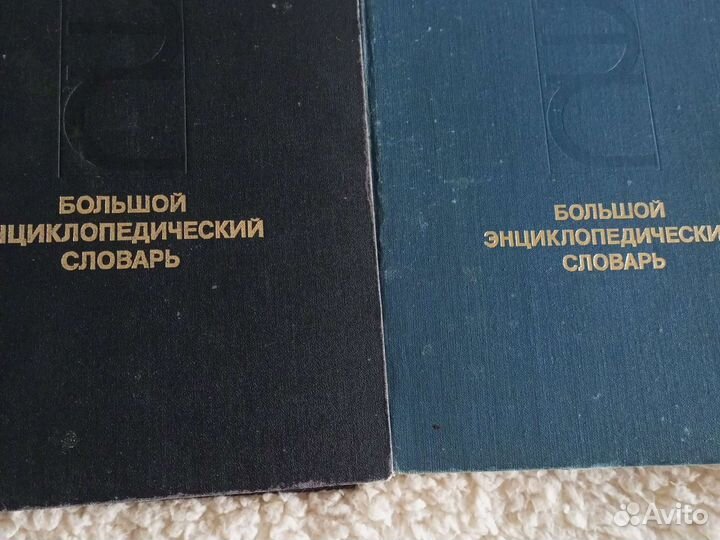 БОЛЬШОЙ
НЦИКЛОПЕДИЧЕСКИЙ
СЛОВАРЬ
БОЛЬШОЙ
ЭНЦИКЛОПЕДИЧЕСКИ
СЛОВАРЬ
Avito